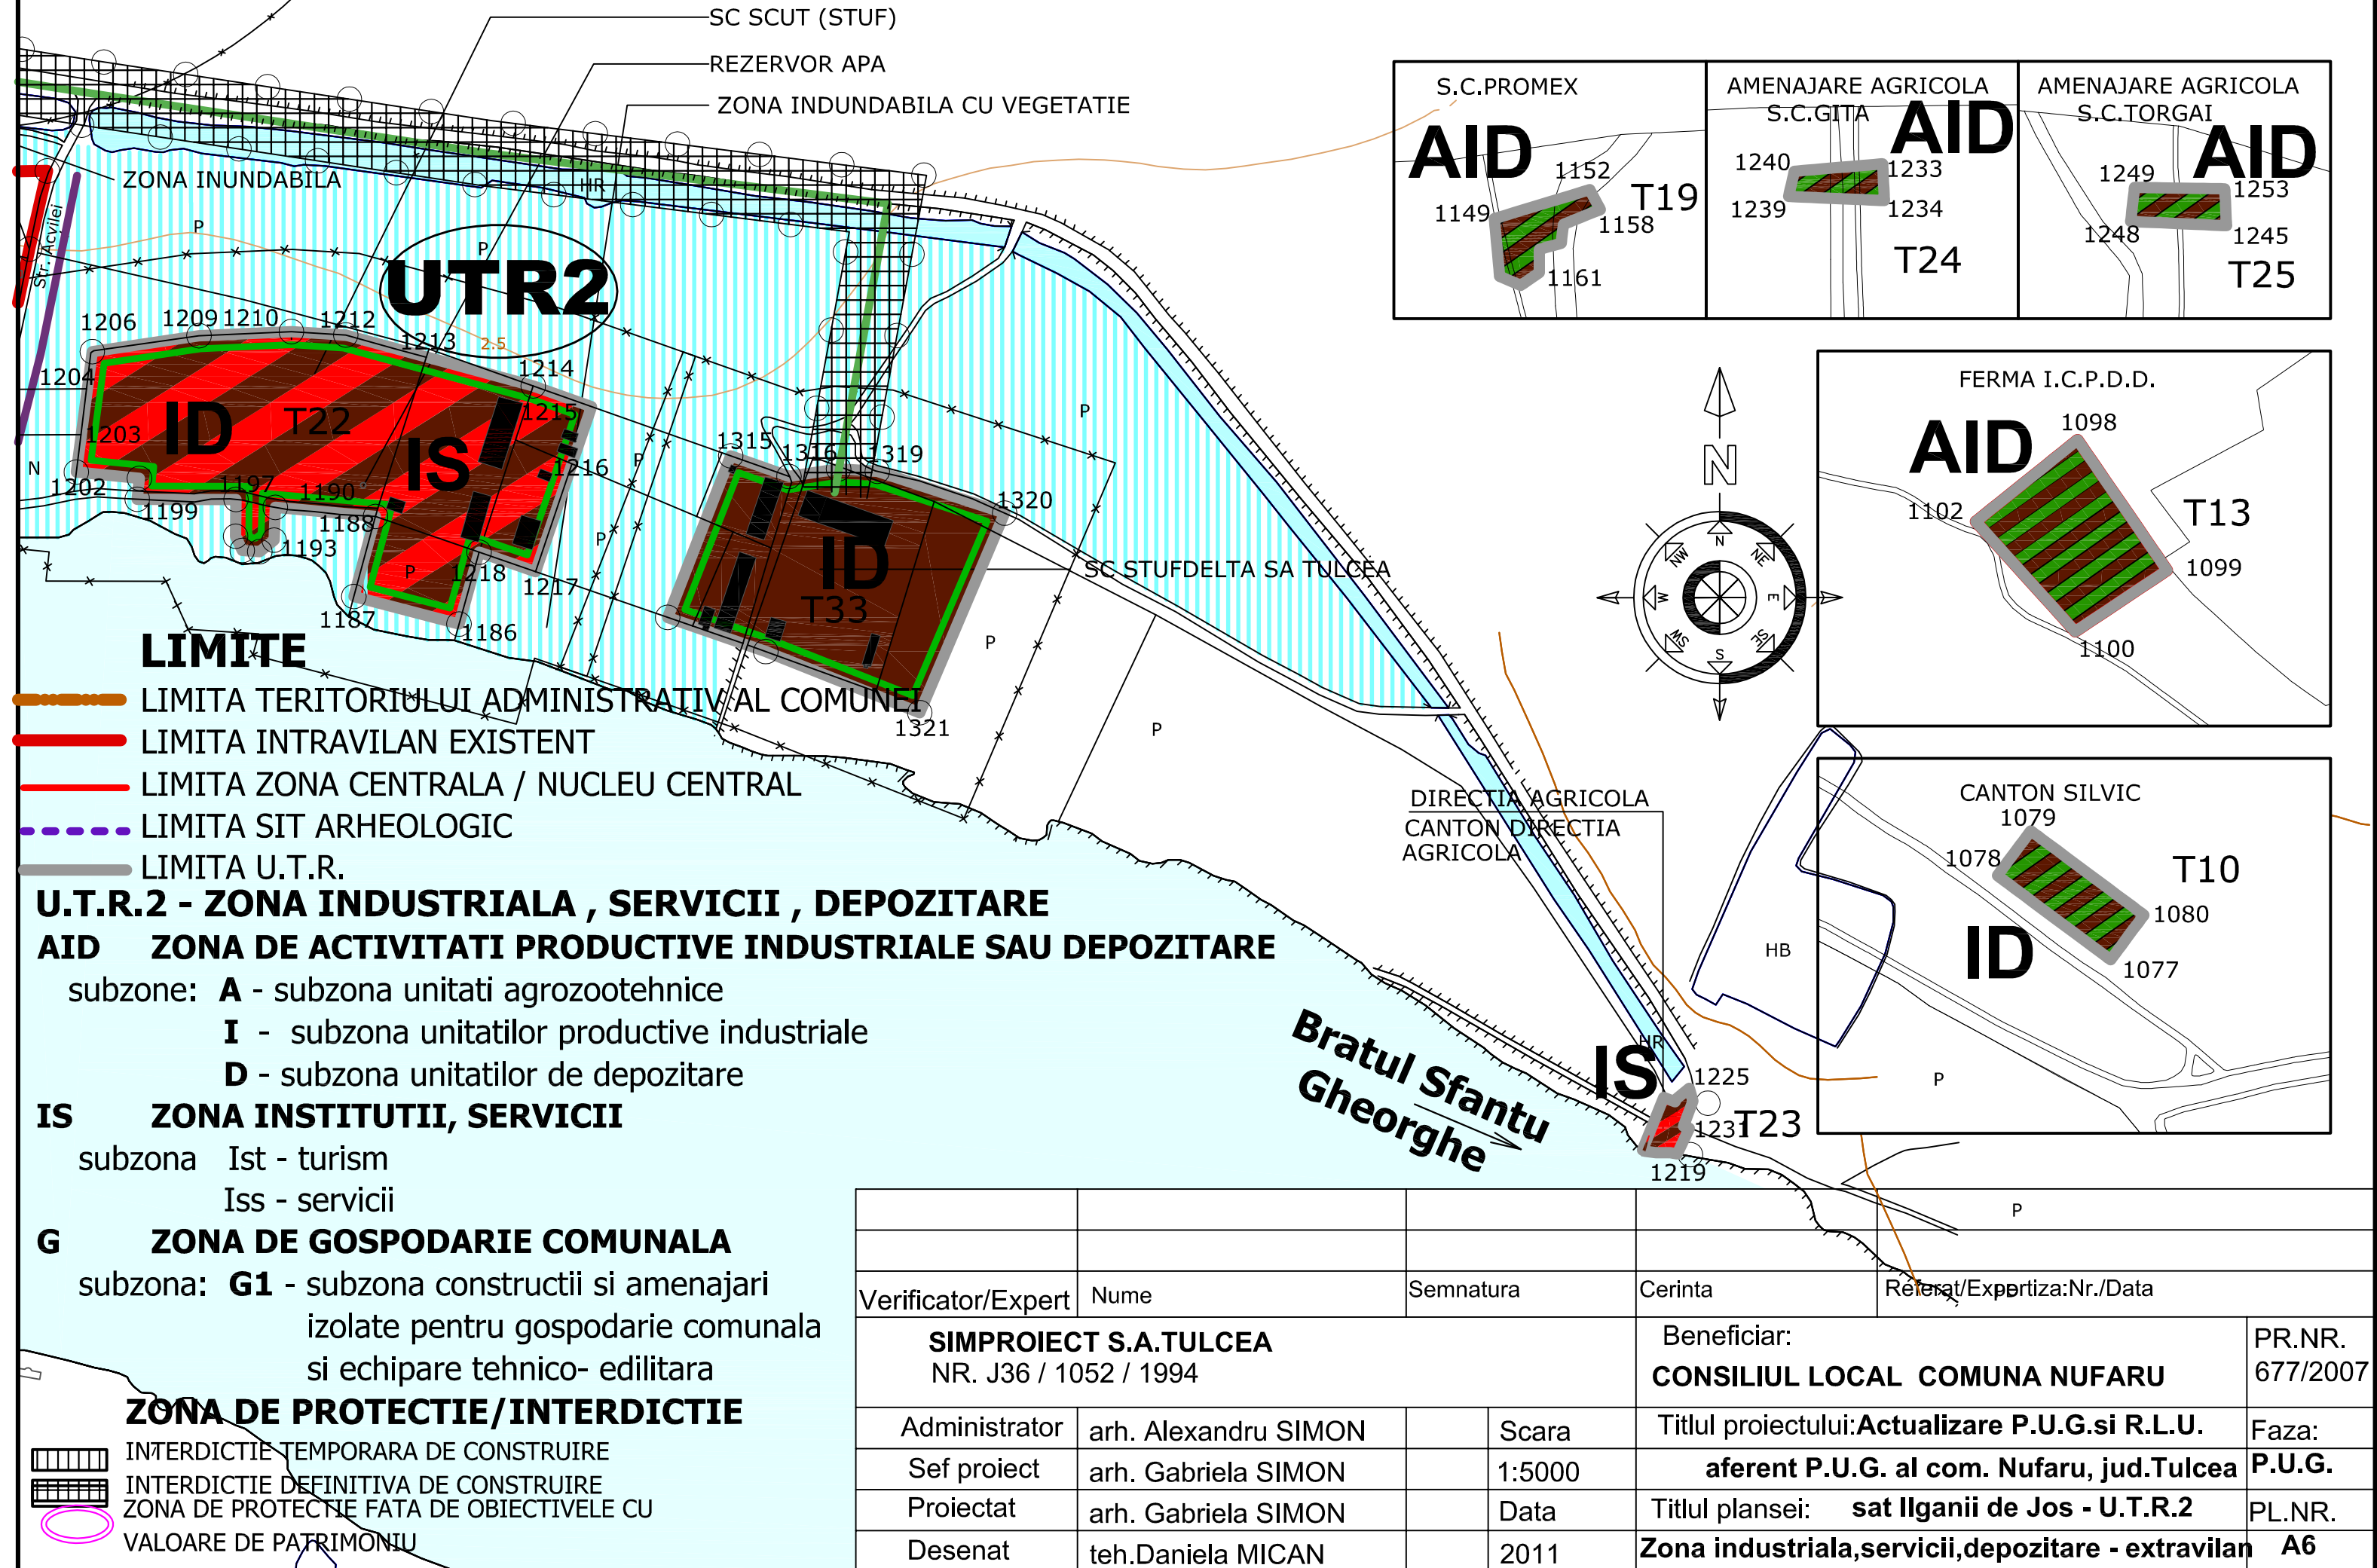 SC SCUT (STUF)
REZERVOR APA
ZONA INDUNDABILA CU VEGETATIE
ZONA INUNDABILA
HR
Str. Acvilei
P
P
UTR2
2.5
1206
1209
1210
1212
1213
1214
1204
1215
1203
ID
T22
IS
1216
N
1202
1197
1190
1199
1188
1193
P
1218
1217
1187
1186
P
P
P
1315
1316
1319
1320
ID
T33
SC STUFDELTA SA TULCEA
1321
P
P
S.C.PROMEX
AID
1152
T19
1149
1158
1161
AMENAJARE AGRICOLA
S.C.GITA
AID
1240
1233
1239
1234
T24
AMENAJARE AGRICOLA
S.C.TORGAI
AID
1249
1253
1248
1245
T25
N
N
NE
E
SE
S
SW
W
NW
FERMA I.C.P.D.D.
AID
1098
1102
T13
1099
1100
CANTON SILVIC
1079
1078
T10
1080
ID
1077
P
HB
DIRECTIA AGRICOLA
CANTON DIRECTIA
AGRICOLA
HR
IS
1225
1231
T23
1219
P
Bratul Sfantu
Gheorghe
LIMITE
LIMITA TERITORIULUI ADMINISTRATIV AL COMUNEI
LIMITA INTRAVILAN EXISTENT
LIMITA ZONA CENTRALA / NUCLEU CENTRAL
LIMITA SIT ARHEOLOGIC
LIMITA U.T.R.
U.T.R.2 - ZONA INDUSTRIALA , SERVICII , DEPOZITARE
AID ZONA DE ACTIVITATI PRODUCTIVE INDUSTRIALE SAU DEPOZITARE
subzone: A - subzona unitati agrozootehnice
I - subzona unitatilor productive industriale
D - subzona unitatilor de depozitare
IS ZONA INSTITUTII, SERVICII
subzona Ist - turism
Iss - servicii
G ZONA DE GOSPODARIE COMUNALA
subzona: G1 - subzona constructii si amenajari
izolate pentru gospodarie comunala
si echipare tehnico- edilitara
ZONA DE PROTECTIE/INTERDICTIE
INTERDICTIE TEMPORARA DE CONSTRUIRE
INTERDICTIE DEFINITIVA DE CONSTRUIRE
ZONA DE PROTECTIE FATA DE OBIECTIVELE CU
VALOARE DE PATRIMONIU
Verificator/Expert Nume Semnatura Cerinta Referat/Expertiza:Nr./Data
SIMPROIECT S.A.TULCEA
NR. J36 / 1052 / 1994
Beneficiar:
CONSILIUL LOCAL COMUNA NUFARU
PR.NR.
677/2007
Administrator arh. Alexandru SIMON Scara
Sef proiect arh. Gabriela SIMON 1:5000
Proiectat arh. Gabriela SIMON Data
Desenat teh.Daniela MICAN 2011
Titlul proiectului:Actualizare P.U.G.si R.L.U.
aferent P.U.G. al com. Nufaru, jud.Tulcea
Faza:
P.U.G.
Titlul plansei: sat Ilganii de Jos - U.T.R.2
Zona industriala,servicii,depozitare - extravilan
PL.NR.
A6